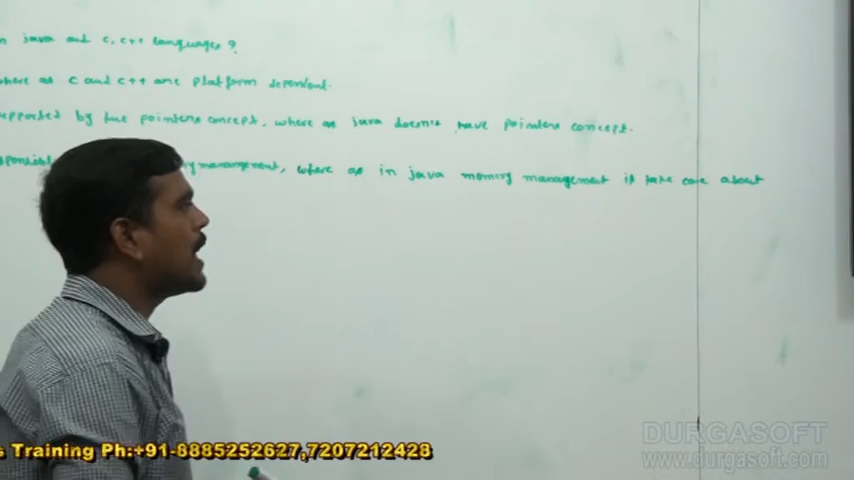 n java and c, c++ languages?
where as c and c++ are platform dependent.
supported by the pointers concept, where as java doesn't have pointers concept.
sponsible management, where as in java memory management is take care about
s Training Ph:+91-8885252627,7207212428
DURGASOFT
www.durgasoft.com